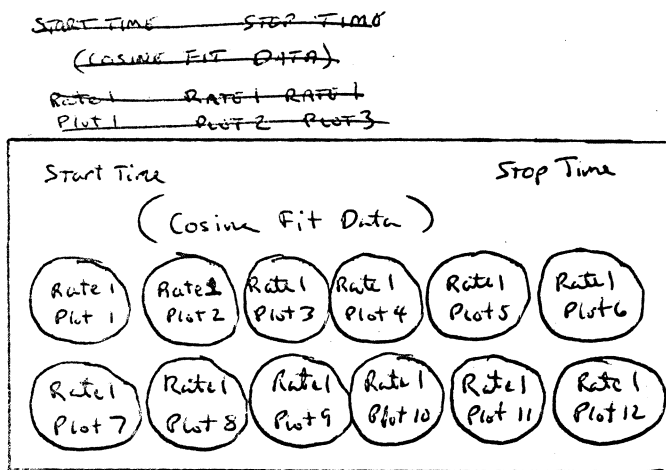 START TIME STOP TIME
(COSINE FIT DATA)
Rate 1 RATE 1 RATE 1
Plot 1 PLOT 2 PLOT 3
Start Time Stop Time
(Cosine Fit Data)
Rate 1 Rate 1 Rate 1 Rate 1 Rate 1 Rate 1
Plot 1 Plot 2 Plot 3 Plot 4 Plot 5 Plot 6
Rate 1 Rate 1 Rate 1 Rate 1 Rate 1 Rate 1
Plot 7 Plot 8 Plot 9 Plot 10 Plot 11 Plot 12